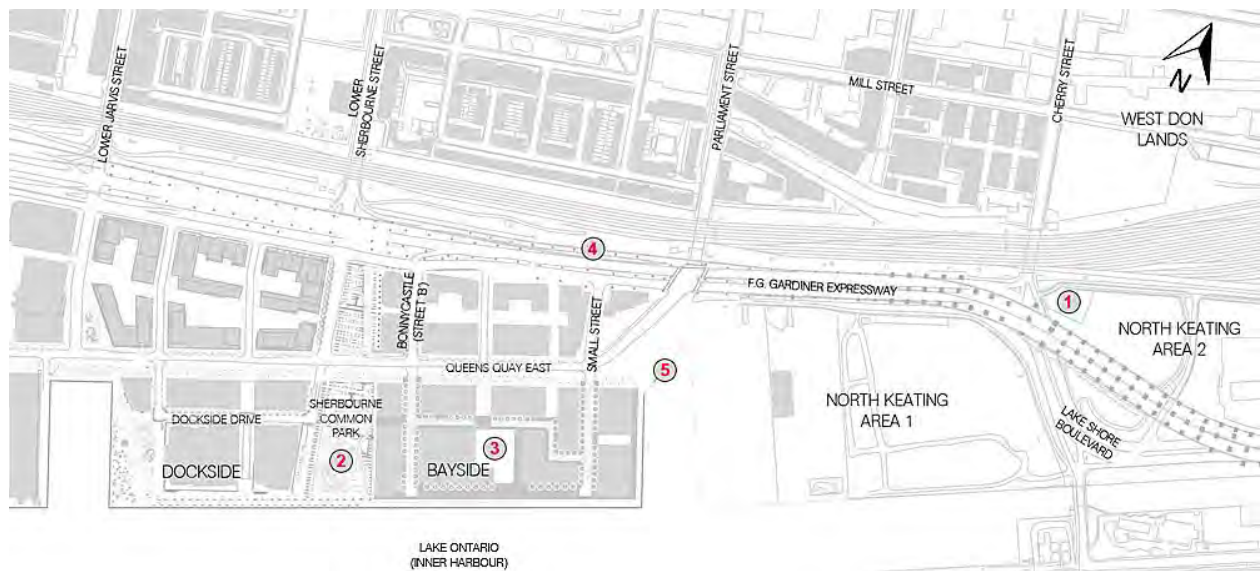 LOWER JARVIS STREET
LOWER
SHERBOURNE STREET
PARLIAMENT STREET
MILL STREET
CHERRY STREET
N
WEST DON
LANDS
4
F.G. GARDINER EXPRESSWAY
1
NORTH KEATING
AREA 2
BONNYCASTLE
(STREET 'B')
SMALL STREET
QUEENS QUAY EAST
5
DOCKSIDE DRIVE
SHERBOURNE
COMMON
PARK
NORTH KEATING
AREA 1
LAKE SHORE
BOULEVARD
DOCKSIDE
2
BAYSIDE
3
LAKE ONTARIO
(INNER HARBOUR)